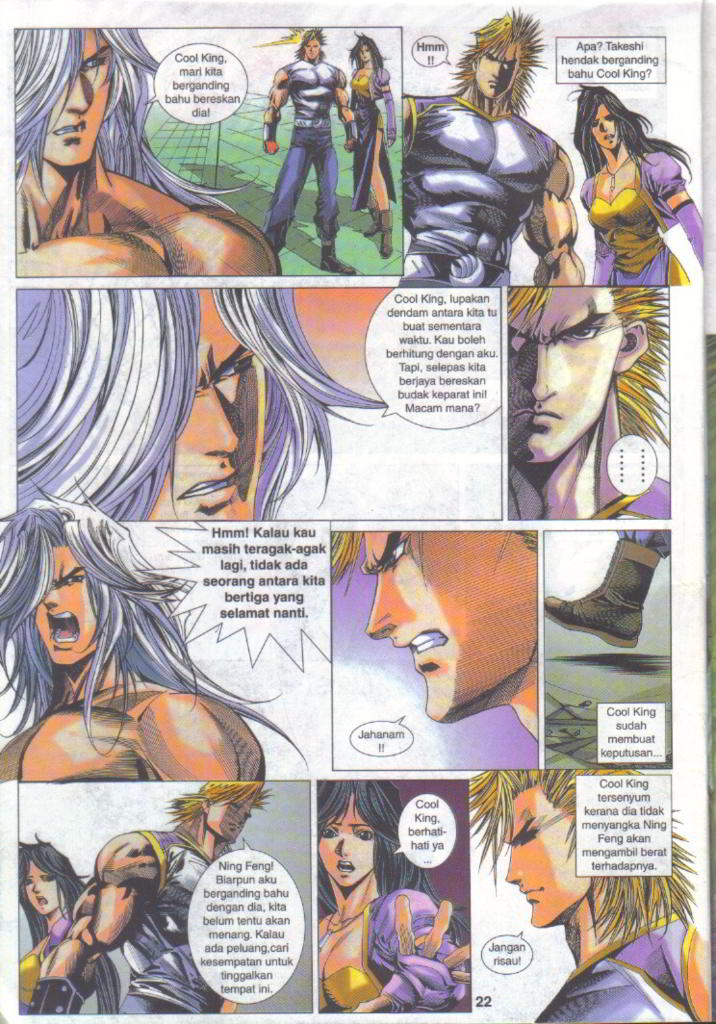 Cool King,
mari kita
berganding
bahu bereskan
dia!
Hmm
!!
Apa? Takeshi
hendak berganding
bahu Cool King?
Cool King, lupakan
dendam antara kita tu
buat sementara
waktu. Kau boleh
berhitung dengan aku.
Tapi, selepas kita
berjaya bereskan
budak keparat ini!
Macam mana?
Hmm! Kalau kau
masih teragak-agak
lagi, tidak ada
seorang antara kita
bertiga yang
selamat nanti.
Jahanam
!!
Cool King
sudah
membuat
keputusan...
Ning Feng!
Biarpun aku
berganding bahu
dengan dia, kita
belum tentu akan
menang. Kalau
ada peluang,cari
kesempatan untuk
tinggalkan
tempat ini.
Cool
King,
berhati-
hati ya
...
Cool King
tersenyum
kerana dia tidak
menyangka Ning
Feng akan
mengambil berat
terhadapnya.
Jangan
risau!
22